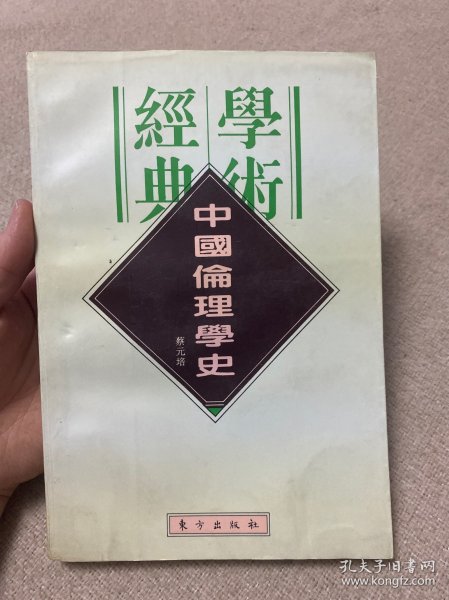 學術
經典
中國倫理學史
蔡元培
東方出版社
孔夫子旧书网
www.kongfz.com